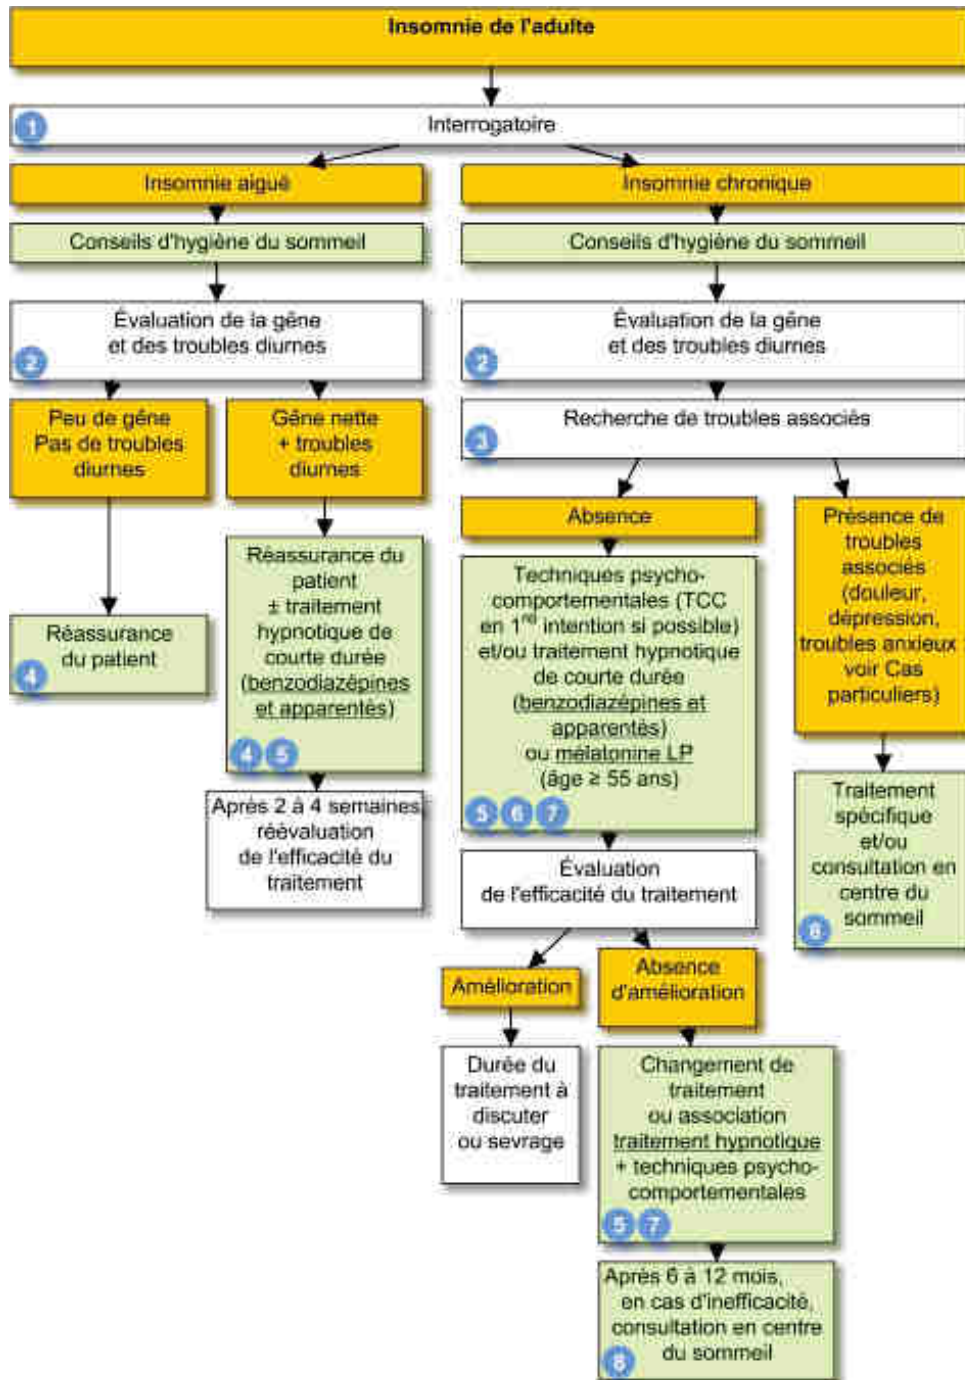 Insomnie de l'adulte
1
Interrogatoire
Insomnie aiguë
Insomnie chronique
Conseils d'hygiène du sommeil
Conseils d'hygiène du sommeil
Évaluation de la gêne
et des troubles diurnes
2
Évaluation de la gêne
et des troubles diurnes
2
Peu de gêne
Pas de troubles
diurnes
Gêne nette
+ troubles
diurnes
Recherche de troubles associés
3
Absence
Présence de
troubles
associés
(douleur,
dépression,
troubles anxieux
voir Cas
particuliers)
Réassurance
du patient
4
Réassurance du
patient
± traitement
hypnotique de
courte durée
(benzodiazépines
et apparentés)
4 5
Techniques psycho-
comportementales (TCC
en 1re intention si possible)
et/ou traitement hypnotique
de courte durée
(benzodiazépines et
apparentés)
ou mélatonine LP
(âge ≥ 55 ans)
5 6 7
Après 2 à 4 semaines,
réévaluation
de l'efficacité du
traitement
Traitement
spécifique
et/ou
consultation en
centre du
sommeil
8
Évaluation
de l'efficacité du traitement
Amélioration
Absence
d'amélioration
Durée du
traitement à
discuter
ou sevrage
Changement de
traitement
ou association
traitement hypnotique
+ techniques psycho-
comportementales
5 7
Après 6 à 12 mois,
en cas d'inefficacité,
consultation en centre
du sommeil
8